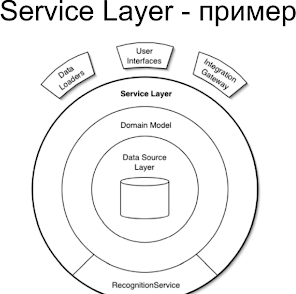 Service Layer - пример
Data
Loaders
User
Interfaces
Integration
Gateway
Service Layer
Domain Model
Data Source
Layer
RecognitionService